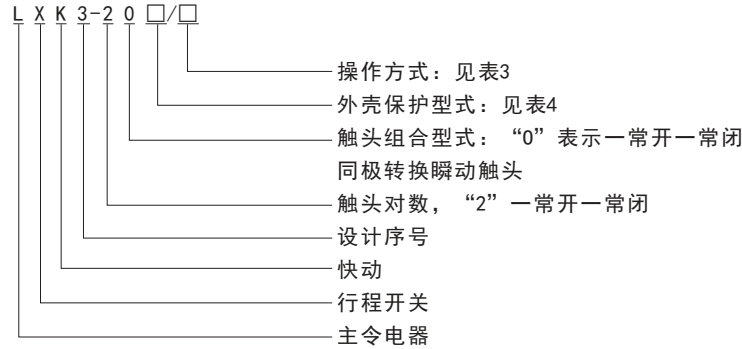 LXK3-20□/□
操作方式：见表3
外壳保护型式：见表4
触头组合型式：“0”表示一常开一常闭
同极转换瞬动触头
触头对数，“2”一常开一常闭
设计序号
快动
行程开关
主令电器